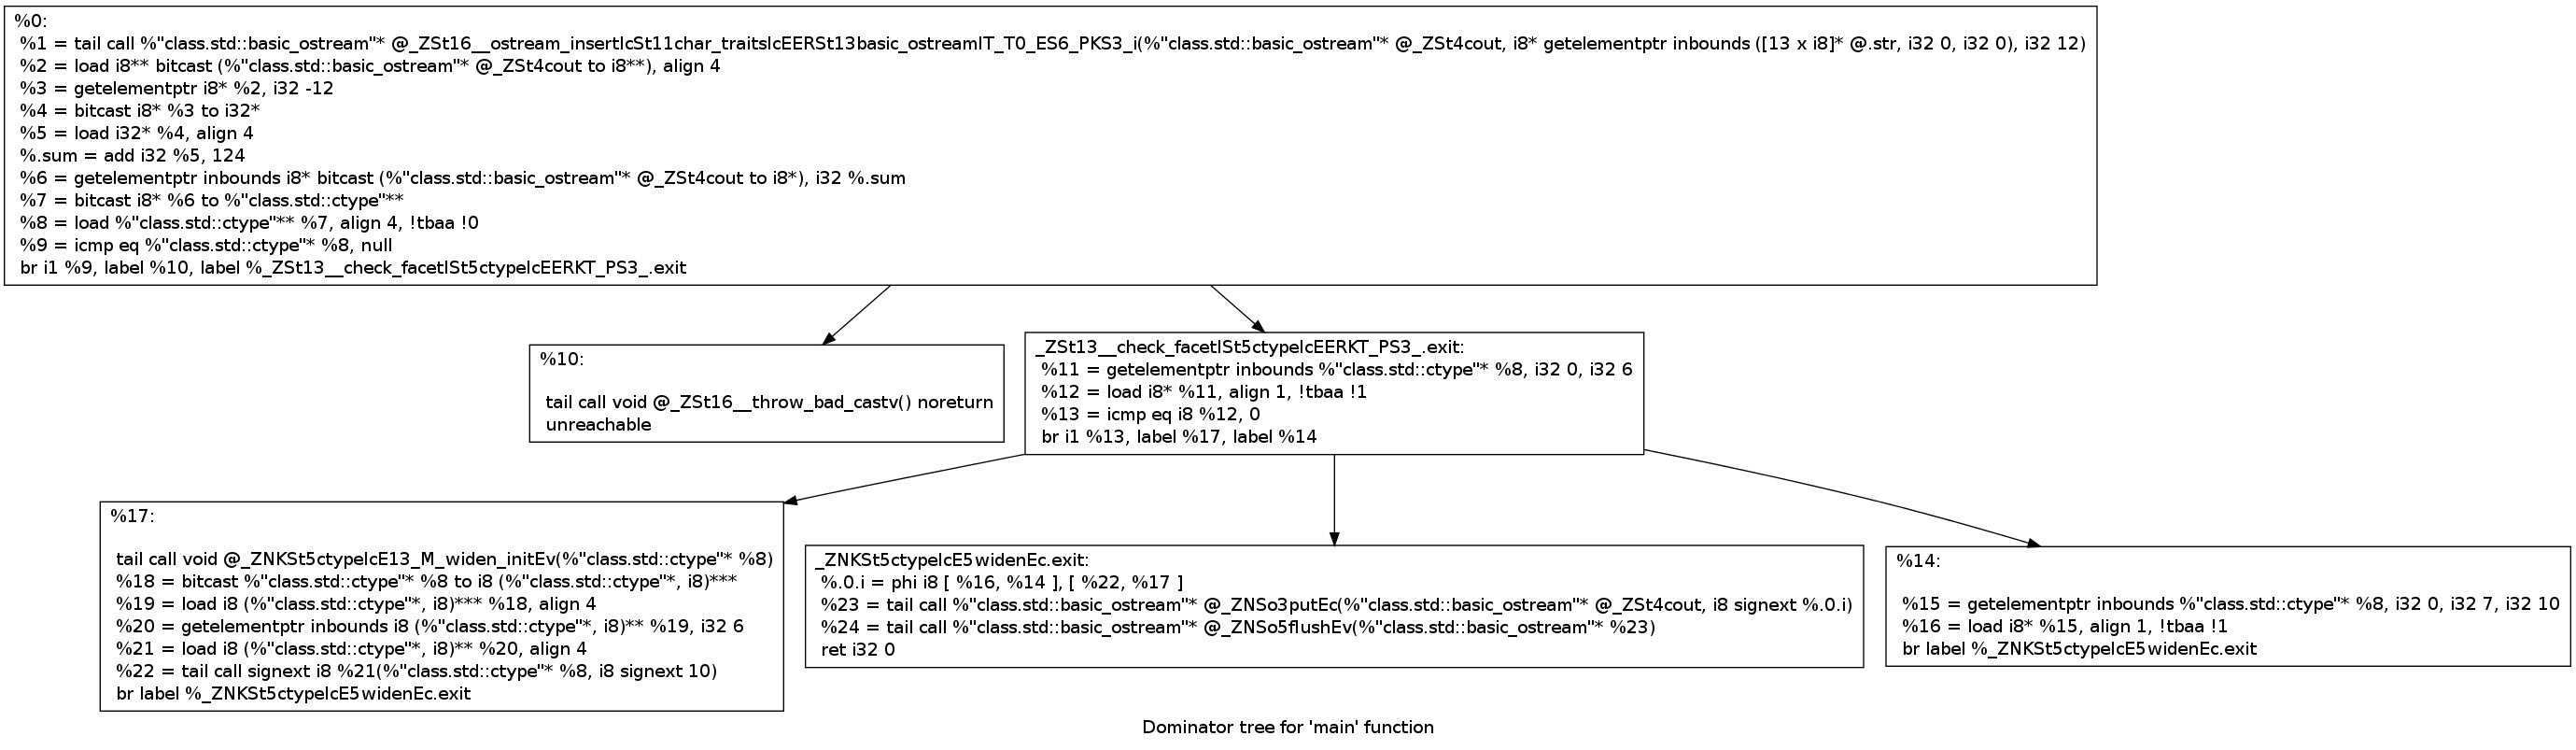 %0:
%1 = tail call %"class.std::basic_ostream"* @_ZSt16__ostream_insertIcSt11char_traitsIcEERSt13basic_ostreamIT_T0_ES6_PKS3_i(%"class.std::basic_ostream"* @_ZSt4cout, i8* getelementptr inbounds ([13 x i8]* @.str, i32 0, i32 0), i32 12)
%2 = load i8** bitcast (%"class.std::basic_ostream"* @_ZSt4cout to i8**), align 4
%3 = getelementptr i8* %2, i32 -12
%4 = bitcast i8* %3 to i32*
%5 = load i32* %4, align 4
%.sum = add i32 %5, 124
%6 = getelementptr inbounds i8* bitcast (%"class.std::basic_ostream"* @_ZSt4cout to i8*), i32 %.sum
%7 = bitcast i8* %6 to %"class.std::ctype"**
%8 = load %"class.std::ctype"** %7, align 4, !tbaa !0
%9 = icmp eq %"class.std::ctype"* %8, null
br i1 %9, label %10, label %_ZSt13__check_facetISt5ctypeIcEERKT_PS3_.exit
%10:
tail call void @_ZSt16__throw_bad_castv() noreturn
unreachable
_ZSt13__check_facetISt5ctypeIcEERKT_PS3_.exit:
%11 = getelementptr inbounds %"class.std::ctype"* %8, i32 0, i32 6
%12 = load i8* %11, align 1, !tbaa !1
%13 = icmp eq i8 %12, 0
br i1 %13, label %17, label %14
%17:
tail call void @_ZNKSt5ctypeIcE13_M_widen_initEv(%"class.std::ctype"* %8)
%18 = bitcast %"class.std::ctype"* %8 to i8 (%"class.std::ctype"*, i8)***
%19 = load i8 (%"class.std::ctype"*, i8)*** %18, align 4
%20 = getelementptr inbounds i8 (%"class.std::ctype"*, i8)** %19, i32 6
%21 = load i8 (%"class.std::ctype"*, i8)** %20, align 4
%22 = tail call signext i8 %21(%"class.std::ctype"* %8, i8 signext 10)
br label %_ZNKSt5ctypeIcE5widenEc.exit
_ZNKSt5ctypeIcE5widenEc.exit:
%.0.i = phi i8 [ %16, %14 ], [ %22, %17 ]
%23 = tail call %"class.std::basic_ostream"* @_ZNSo3putEc(%"class.std::basic_ostream"* @_ZSt4cout, i8 signext %.0.i)
%24 = tail call %"class.std::basic_ostream"* @_ZNSo5flushEv(%"class.std::basic_ostream"* %23)
ret i32 0
%14:
%15 = getelementptr inbounds %"class.std::ctype"* %8, i32 0, i32 7, i32 10
%16 = load i8* %15, align 1, !tbaa !1
br label %_ZNKSt5ctypeIcE5widenEc.exit
Dominator tree for 'main' function